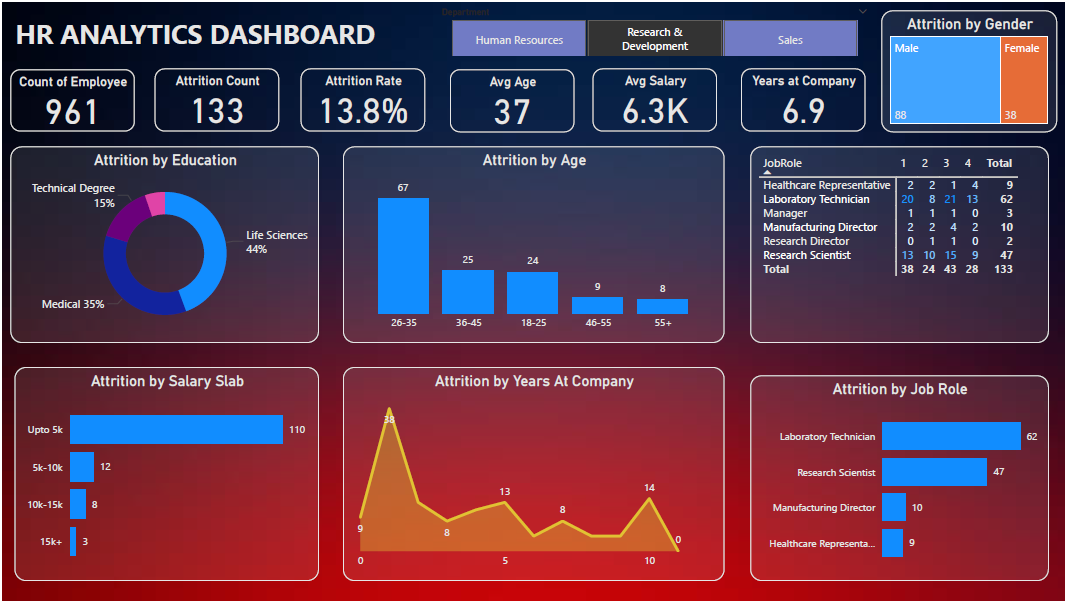 Department
HR ANALYTICS DASHBOARD
Human Resources
Research &
Development
Sales
Attrition by Gender
Male
Female
88
38
Count of Employee
961
Attrition Count
133
Attrition Rate
13.8%
Avg Age
37
Avg Salary
6.3K
Years at Company
6.9
Attrition by Education
Technical Degree
15%
Life Sciences
44%
Medical 35%
Attrition by Age
67
25
24
9
8
26-35
36-45
18-25
46-55
55+
JobRole 1 2 3 4 Total
Healthcare Representative 2 2 1 4 9
Laboratory Technician 20 8 21 13 62
Manager 1 1 1 0 3
Manufacturing Director 2 2 4 2 10
Research Director 0 1 1 0 2
Research Scientist 13 10 15 9 47
Total 38 24 43 28 133
Attrition by Salary Slab
Upto 5k 110
5k-10k 12
10k-15k 8
15k+ 3
Attrition by Years At Company
38
9
8
13
8
14
0
0
5
10
Attrition by Job Role
Laboratory Technician 62
Research Scientist 47
Manufacturing Director 10
Healthcare Representa... 9